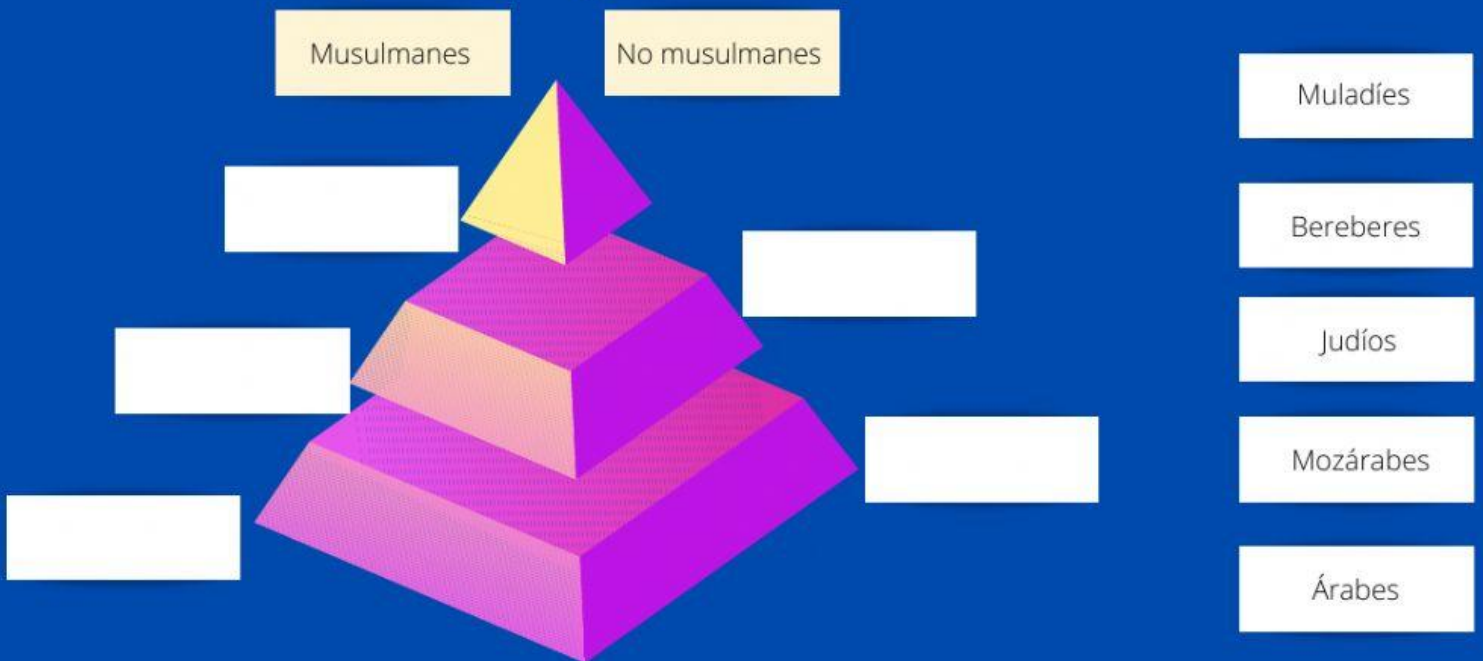 Musulmanes
No musulmanes
Muladíes
Bereberes
Judíos
Mozárabes
Árabes